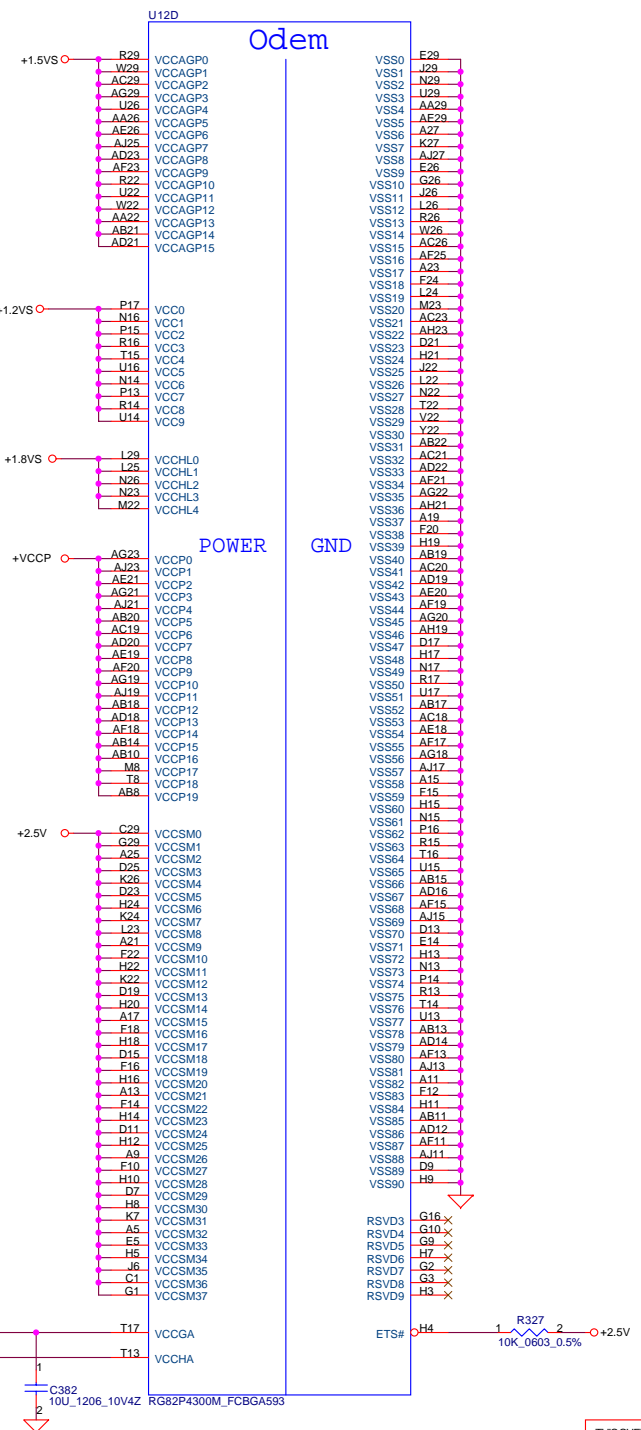 U12D
Odem
+1.5VS
R29 VCCAGP0
W29 VCCAGP1
AC29 VCCAGP2
AG29 VCCAGP3
U26 VCCAGP4
AA26 VCCAGP5
AE26 VCCAGP6
AJ25 VCCAGP7
AD23 VCCAGP8
AF23 VCCAGP9
R22 VCCAGP10
U22 VCCAGP11
W22 VCCAGP12
AA22 VCCAGP13
AB21 VCCAGP14
AD21 VCCAGP15
1.2VS
P17 VCC0
N16 VCC1
P15 VCC2
R16 VCC3
T15 VCC4
U16 VCC5
N14 VCC6
P13 VCC7
R14 VCC8
U14 VCC9
+1.8VS
L29 VCCHL0
L25 VCCHL1
N26 VCCHL2
N23 VCCHL3
M22 VCCHL4
POWER
GND
+VCCP
AG23 VCCP0
AJ23 VCCP1
AE21 VCCP2
AG21 VCCP3
AJ21 VCCP4
AB20 VCCP5
AC19 VCCP6
AD20 VCCP7
AE19 VCCP8
AF20 VCCP9
AG19 VCCP10
AJ19 VCCP11
AB18 VCCP12
AD18 VCCP13
AF18 VCCP14
AB14 VCCP15
AB10 VCCP16
M8 VCCP17
T8 VCCP18
AB8 VCCP19
+2.5V
C29 VCCSM0
G29 VCCSM1
A25 VCCSM2
D25 VCCSM3
K26 VCCSM4
D23 VCCSM5
H24 VCCSM6
K24 VCCSM7
L23 VCCSM8
A21 VCCSM9
F22 VCCSM10
H22 VCCSM11
K22 VCCSM12
D19 VCCSM13
H20 VCCSM14
A17 VCCSM15
F18 VCCSM16
H18 VCCSM17
D15 VCCSM18
F16 VCCSM19
H16 VCCSM20
A13 VCCSM21
F14 VCCSM22
H14 VCCSM23
D11 VCCSM24
H12 VCCSM25
A9 VCCSM26
F10 VCCSM27
H10 VCCSM28
D7 VCCSM29
H8 VCCSM30
K7 VCCSM31
A5 VCCSM32
E5 VCCSM33
H5 VCCSM34
J6 VCCSM35
C1 VCCSM36
G1 VCCSM37
T17 VCCGA
T13 VCCHA
1
C382
10U_1206_10V4Z
2
VSS0 E29
VSS1 J29
VSS2 N29
VSS3 U29
VSS4 AA29
VSS5 AE29
VSS6 A27
VSS7 K27
VSS8 AJ27
VSS9 E26
VSS10 G26
VSS11 J26
VSS12 L26
VSS13 R26
VSS14 W26
VSS15 AC26
VSS16 AF25
VSS17 A23
VSS18 F24
VSS19 L24
VSS20 M23
VSS21 AC23
VSS22 AH23
VSS23 D21
VSS24 H21
VSS25 J22
VSS26 L22
VSS27 N22
VSS28 T22
VSS29 V22
VSS30 Y22
VSS31 AB22
VSS32 AC21
VSS33 AD22
VSS34 AF21
VSS35 AG22
VSS36 AH21
VSS37 A19
VSS38 F20
VSS39 H19
VSS40 AB19
VSS41 AC20
VSS42 AD19
VSS43 AE20
VSS44 AF19
VSS45 AG20
VSS46 AH19
VSS47 D17
VSS48 H17
VSS49 N17
VSS50 R17
VSS51 U17
VSS52 AB17
VSS53 AC18
VSS54 AE18
VSS55 AF17
VSS56 AG18
VSS57 AJ17
VSS58 A15
VSS59 F15
VSS60 H15
VSS61 N15
VSS62 P16
VSS63 R15
VSS64 T16
VSS65 U15
VSS66 AB15
VSS67 AD16
VSS68 AF15
VSS69 AJ15
VSS70 D13
VSS71 E14
VSS72 H13
VSS73 N13
VSS74 P14
VSS75 R13
VSS76 T14
VSS77 U13
VSS78 AB13
VSS79 AD14
VSS80 AF13
VSS81 AJ13
VSS82 A11
VSS83 F12
VSS84 H11
VSS85 AB11
VSS86 AD12
VSS87 AF11
VSS88 AJ11
VSS89 D9
VSS90 H9
RSVD3 G16
RSVD4 G10
RSVD5 G9
RSVD6 H7
RSVD7 G2
RSVD8 G3
RSVD9 H3
ETS# H4
1 R327 2
10K_0603_0.5%
+2.5V
RG82P4300M_FCBGA593